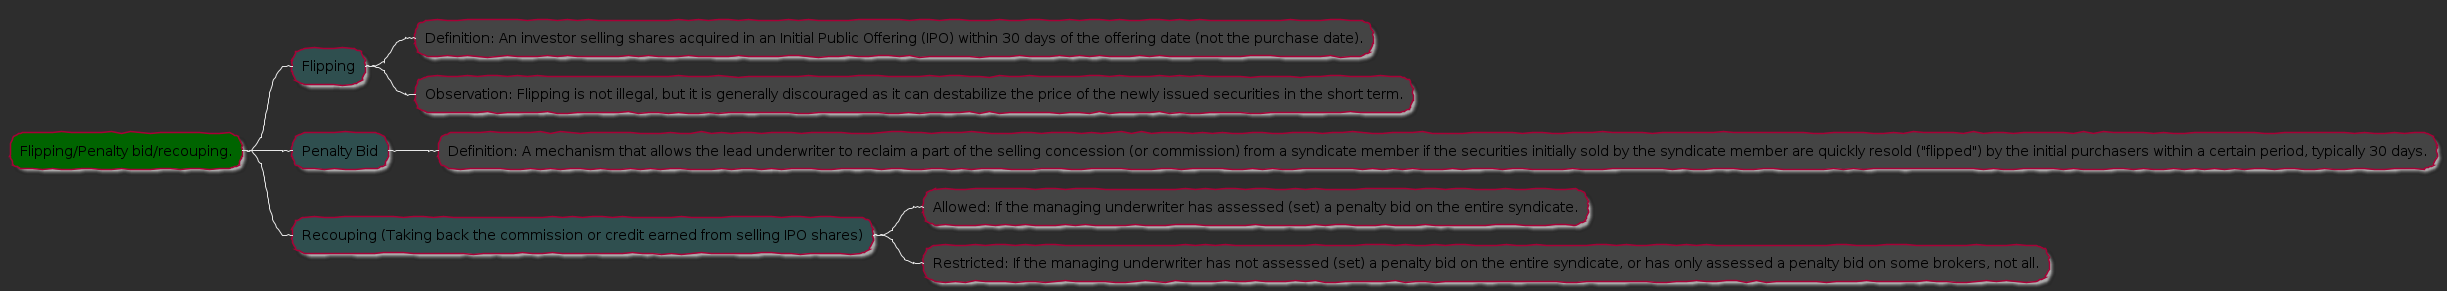 Flipping/Penalty bid/recouping.
Flipping
Definition: An investor selling shares acquired in an Initial Public Offering (IPO) within 30 days of the offering date (not the purchase date).
Observation: Flipping is not illegal, but it is generally discouraged as it can destabilize the price of the newly issued securities in the short term.
Penalty Bid
Definition: A mechanism that allows the lead underwriter to reclaim a part of the selling concession (or commission) from a syndicate member if the securities initially sold by the syndicate member are quickly resold ("flipped") by the initial purchasers within a certain period, typically 30 days.
Recouping (Taking back the commission or credit earned from selling IPO shares)
Allowed: If the managing underwriter has assessed (set) a penalty bid on the entire syndicate.
Restricted: If the managing underwriter has not assessed (set) a penalty bid on the entire syndicate, or has only assessed a penalty bid on some brokers, not all.